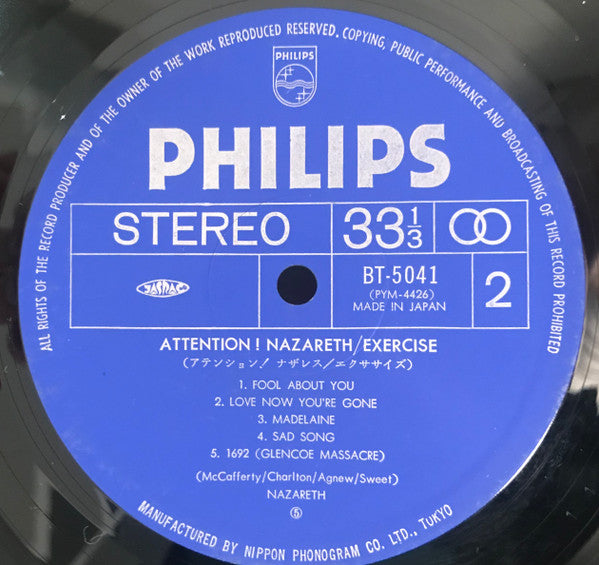 ALL RIGHTS OF THE RECORD PRODUCER AND OF THE OWNER OF THE WORK REPRODUCED RESERVED. COPYING, PUBLIC PERFORMANCE AND BROADCASTING OF THIS RECORD PROHIBITED
PHILIPS
PHILIPS
STEREO
33 1/3
JASRAC
BT-5041
(PYM-4426)
MADE IN JAPAN
2
ATTENTION! NAZARETH/EXERCISE
(アテンション! ナザレス/エクササイズ)
1. FOOL ABOUT YOU
2. LOVE NOW YOU'RE GONE
3. MADELAINE
4. SAD SONG
5. 1692 (GLENCOE MASSACRE)
(McCafferty/Charlton/Agnew/Sweet)
NAZARETH
⑤
MANUFACTURED BY NIPPON PHONOGRAM CO. LTD., TOKYO